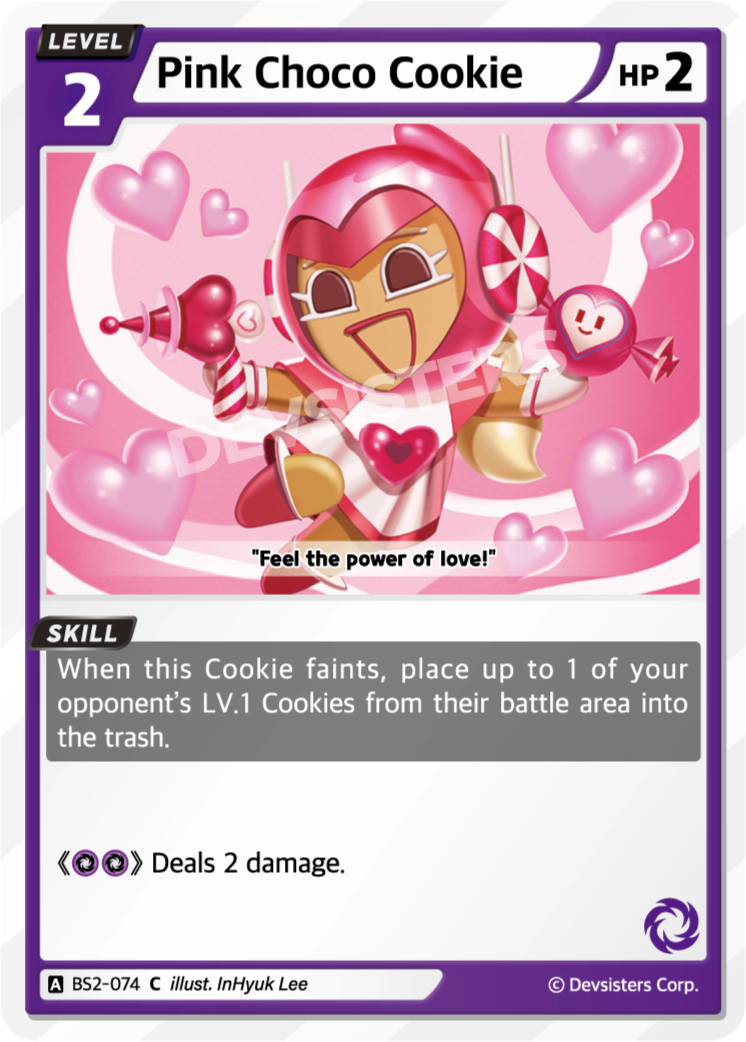 LEVEL
2
Pink Choco Cookie
HP 2
DEVSISTERS
"Feel the power of love!"
SKILL
When this Cookie faints, place up to 1 of your
opponent's LV.1 Cookies from their battle area into
the trash.
《》 Deals 2 damage.
A BS2-074 C illust. InHyuk Lee
© Devsisters Corp.